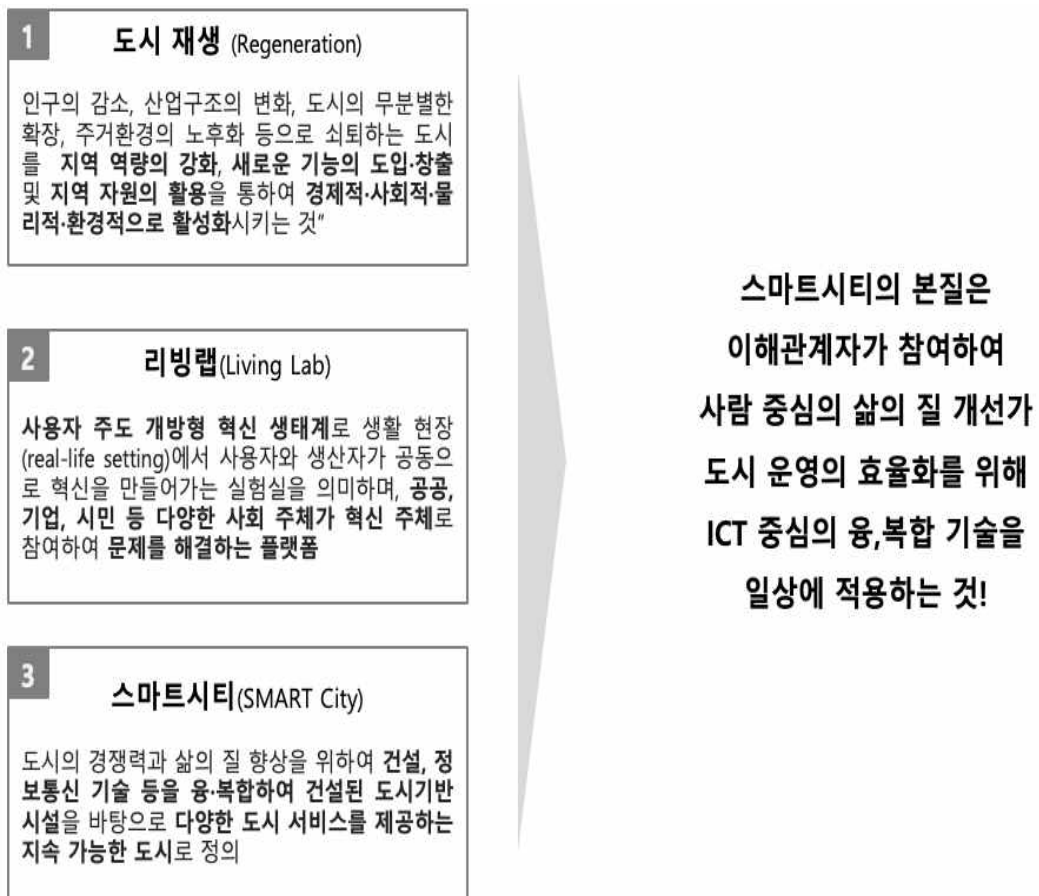 1
도시 재생 (Regeneration)
인구의 감소, 산업구조의 변화, 도시의 무분별한
확장, 주거환경의 노후화 등으로 쇠퇴하는 도시
를 지역 역량의 강화, 새로운 기능의 도입·창출
및 지역 자원의 활용을 통하여 경제적·사회적·물
리적·환경적으로 활성화시키는 것"
2
리빙랩(Living Lab)
사용자 주도 개방형 혁신 생태계로 생활 현장
(real-life setting)에서 사용자와 생산자가 공동으
로 혁신을 만들어가는 실험실을 의미하며, 공공,
기업, 시민 등 다양한 사회 주체가 혁신 주체로
참여하여 문제를 해결하는 플랫폼
3
스마트시티(SMART City)
도시의 경쟁력과 삶의 질 향상을 위하여 건설, 정
보통신 기술 등을 융·복합하여 건설된 도시기반
시설을 바탕으로 다양한 도시 서비스를 제공하는
지속 가능한 도시로 정의
스마트시티의 본질은
이해관계자가 참여하여
사람 중심의 삶의 질 개선가
도시 운영의 효율화를 위해
ICT 중심의 융,복합 기술을
일상에 적용하는 것!